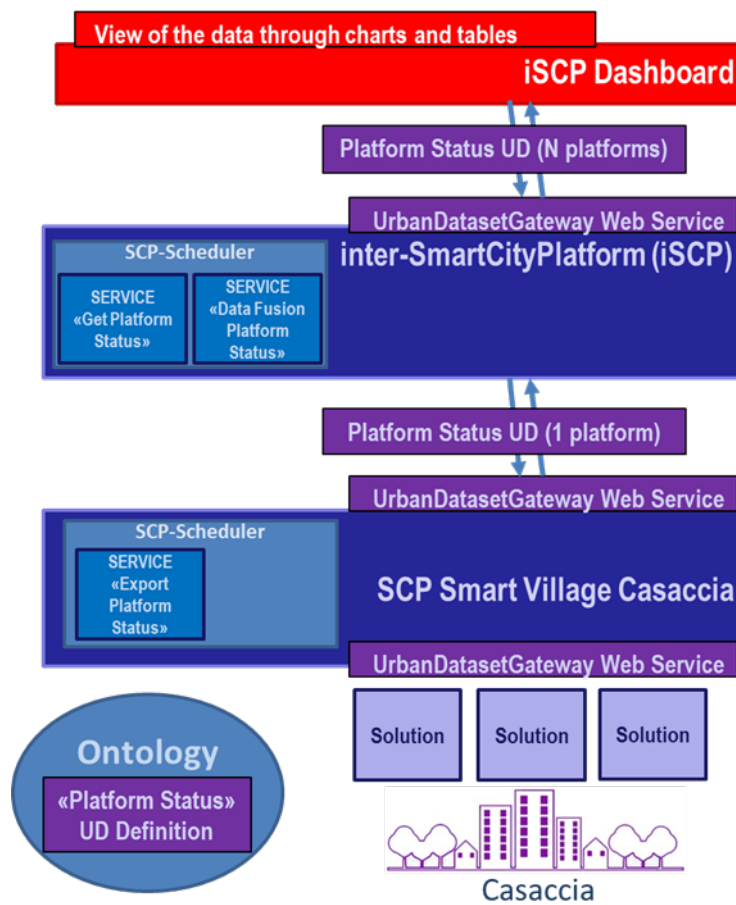 View of the data through charts and tables
iSCP Dashboard
Platform Status UD (N platforms)
UrbanDatasetGateway Web Service
SCP-Scheduler
inter-SmartCityPlatform (iSCP)
SERVICE
«Get Platform
Status»
SERVICE
«Data Fusion
Platform
Status»
Platform Status UD (1 platform)
UrbanDatasetGateway Web Service
SCP-Scheduler
SERVICE
«Export
Platform
Status»
SCP Smart Village Casaccia
UrbanDatasetGateway Web Service
Solution
Solution
Solution
Ontology
«Platform Status»
UD Definition
Casaccia